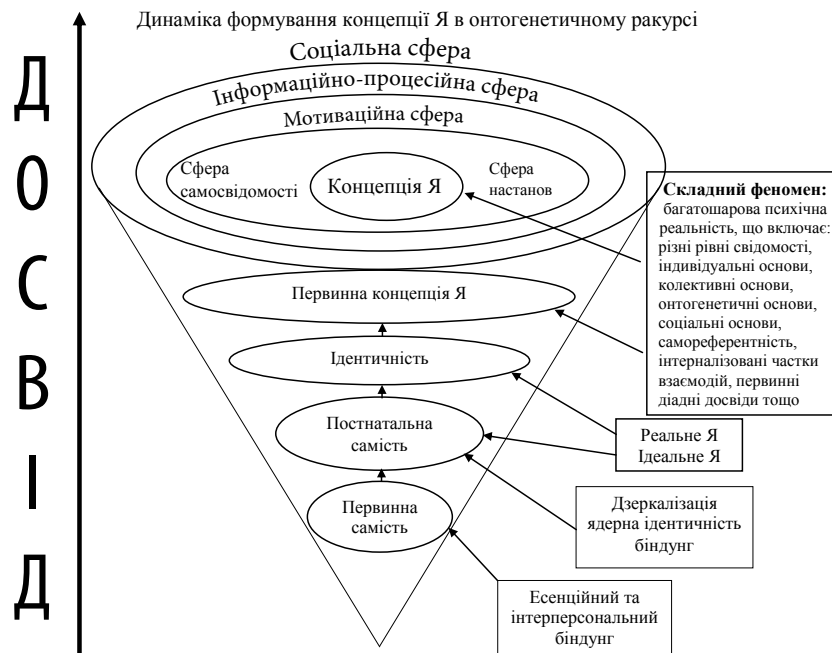 Динаміка формування концепції Я в онтогенетичному ракурсі
ДОСВІД
Соціальна сфера
Інформаційно-процесійна сфера
Мотиваційна сфера
Сфера
самосвідомості
Концепція Я
Сфера
настанов
Складний феномен:
багатошарова психічна
реальність, що включає:
різні рівні свідомості,
індивідуальні основи,
колективні основи,
онтогенетичні основи,
соціальні основи,
самореферентність,
інтерналізовані частки
взаємодій, первинні
діадні досвіди тощо
Первинна концепція Я
Ідентичність
Постнатальна
самість
Реальне Я
Ідеальне Я
Первинна
самість
Дзеркалізація
ядерна ідентичність
біндунг
Есенційний та
інтерперсональний
біндунг